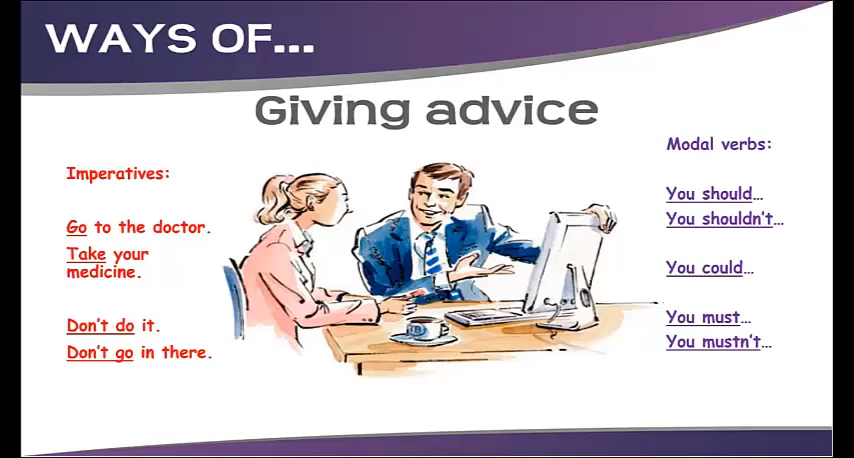 WAYS OF...
Giving advice
Imperatives:
Go to the doctor.
Take your
medicine.
Don't do it.
Don't go in there.
Modal verbs:
You should...
You shouldn't...
You could...
You must...
You mustn't...